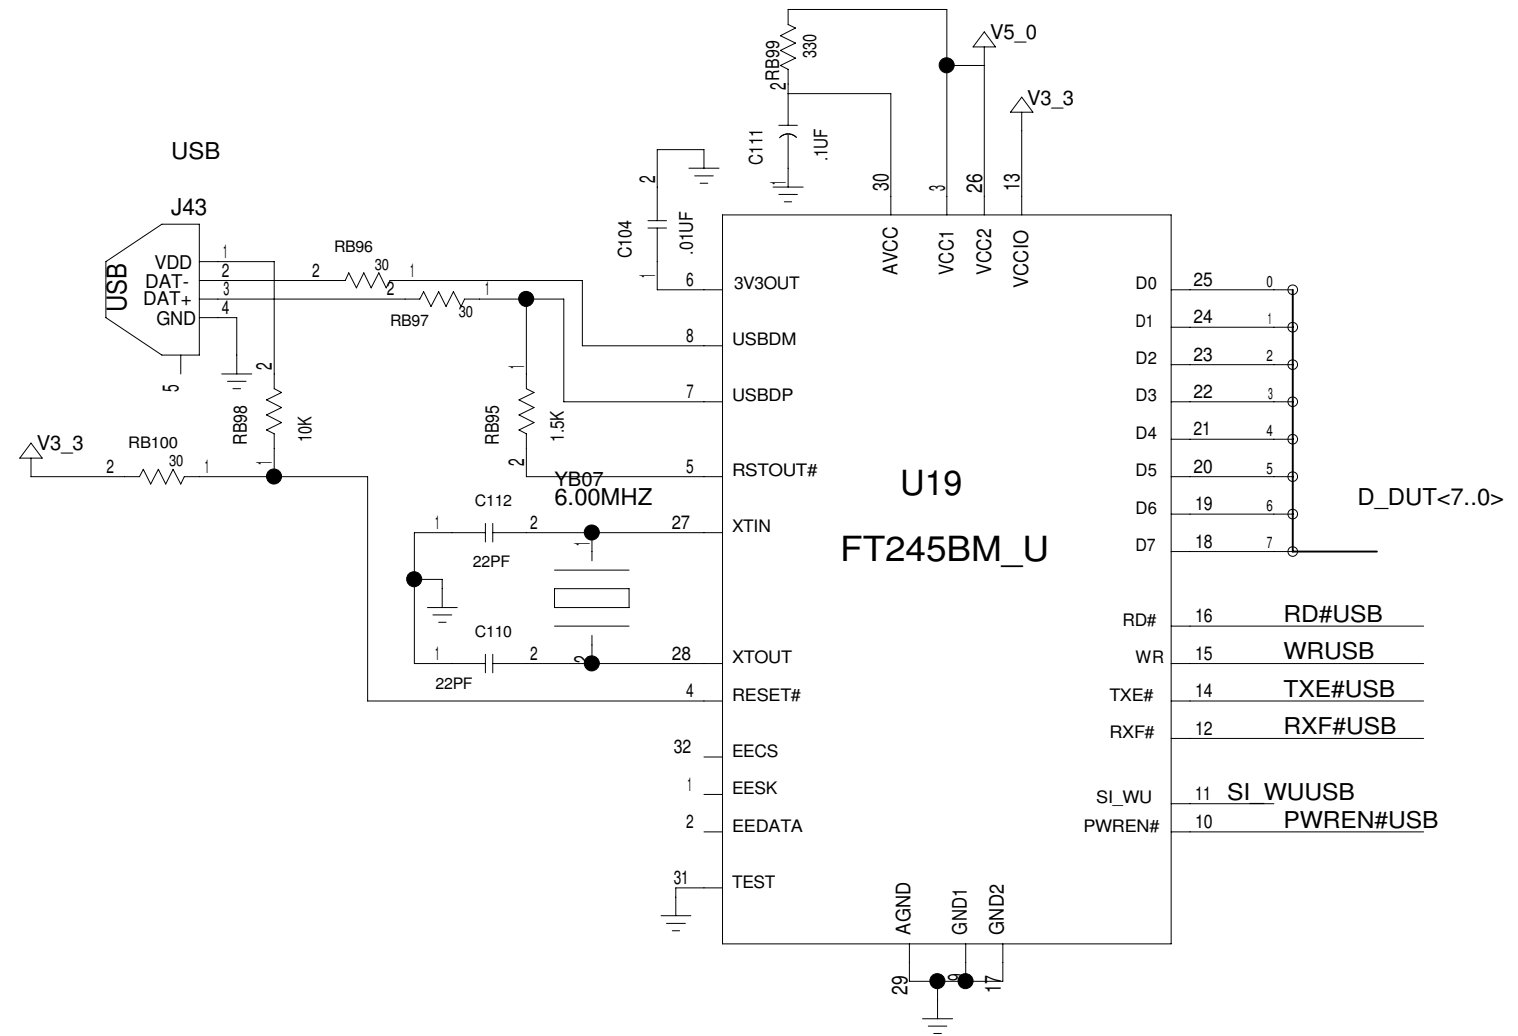 RB99
330
2
V5_0
V3_3
C111
.1UF
1
30
3
26
13
USB
J43
USB
VDD 1
DAT- 2
DAT+ 3
GND 4
5
RB96
2 30 1
2 1
RB97 30
2
C104
.01UF
1
2
RB98
10K
1
V3_3
RB100
2 30 1
1
RB95
1.5K
2
YB07
6.00MHZ
C112
1 2
22PF
1
C110
1 2
22PF
2
AVCC
VCC1
VCC2
VCCIO
6 3V3OUT
8 USBDM
7 USBDP
5 RSTOUT#
27 XTIN
28 XTOUT
4 RESET#
32 EECS
1 EESK
2 EEDATA
31 TEST
U19
FT245BM_U
D0 25 0
D1 24 1
D2 23 2
D3 22 3
D4 21 4
D5 20 5
D6 19 6
D7 18 7
D_DUT<7..0>
RD# 16 RD#USB
WR 15 WRUSB
TXE# 14 TXE#USB
RXF# 12 RXF#USB
SI_WU 11 SI_WUUSB
PWREN# 10 PWREN#USB
AGND
GND1
GND2
29
9
17